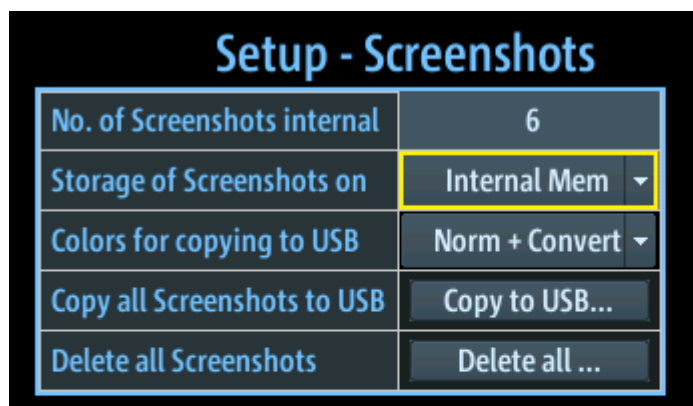 Setup - Screenshots
No. of Screenshots internal 6
Storage of Screenshots on Internal Mem
Colors for copying to USB Norm + Convert
Copy all Screenshots to USB Copy to USB...
Delete all Screenshots Delete all ...